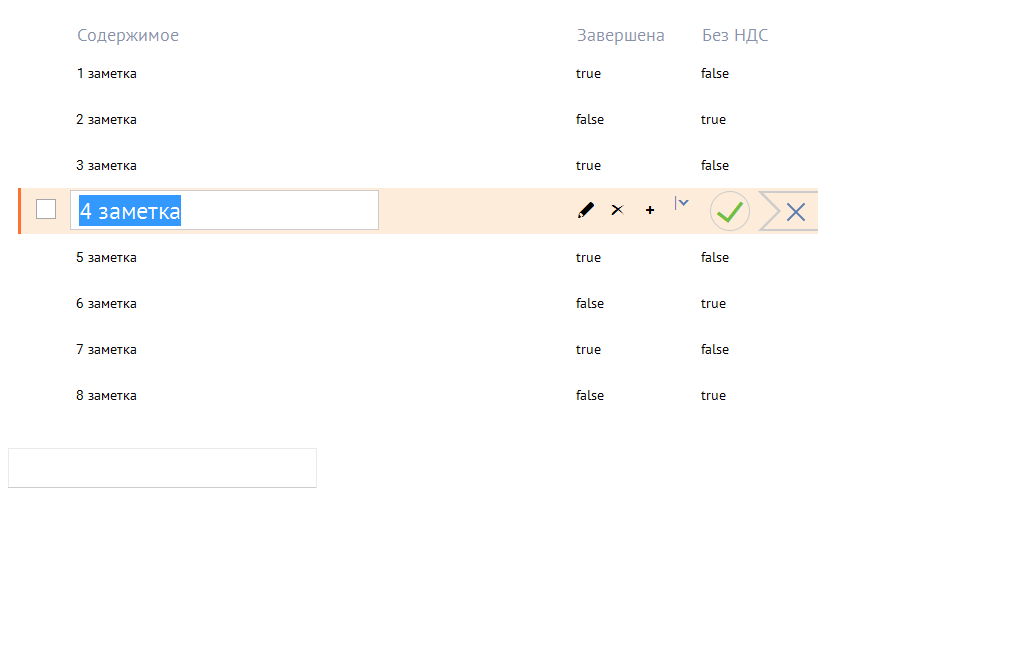 Содержимое Завершена Без НДС
1 заметка true false
2 заметка false true
3 заметка true false
4 заметка
5 заметка true false
6 заметка false true
7 заметка true false
8 заметка false true